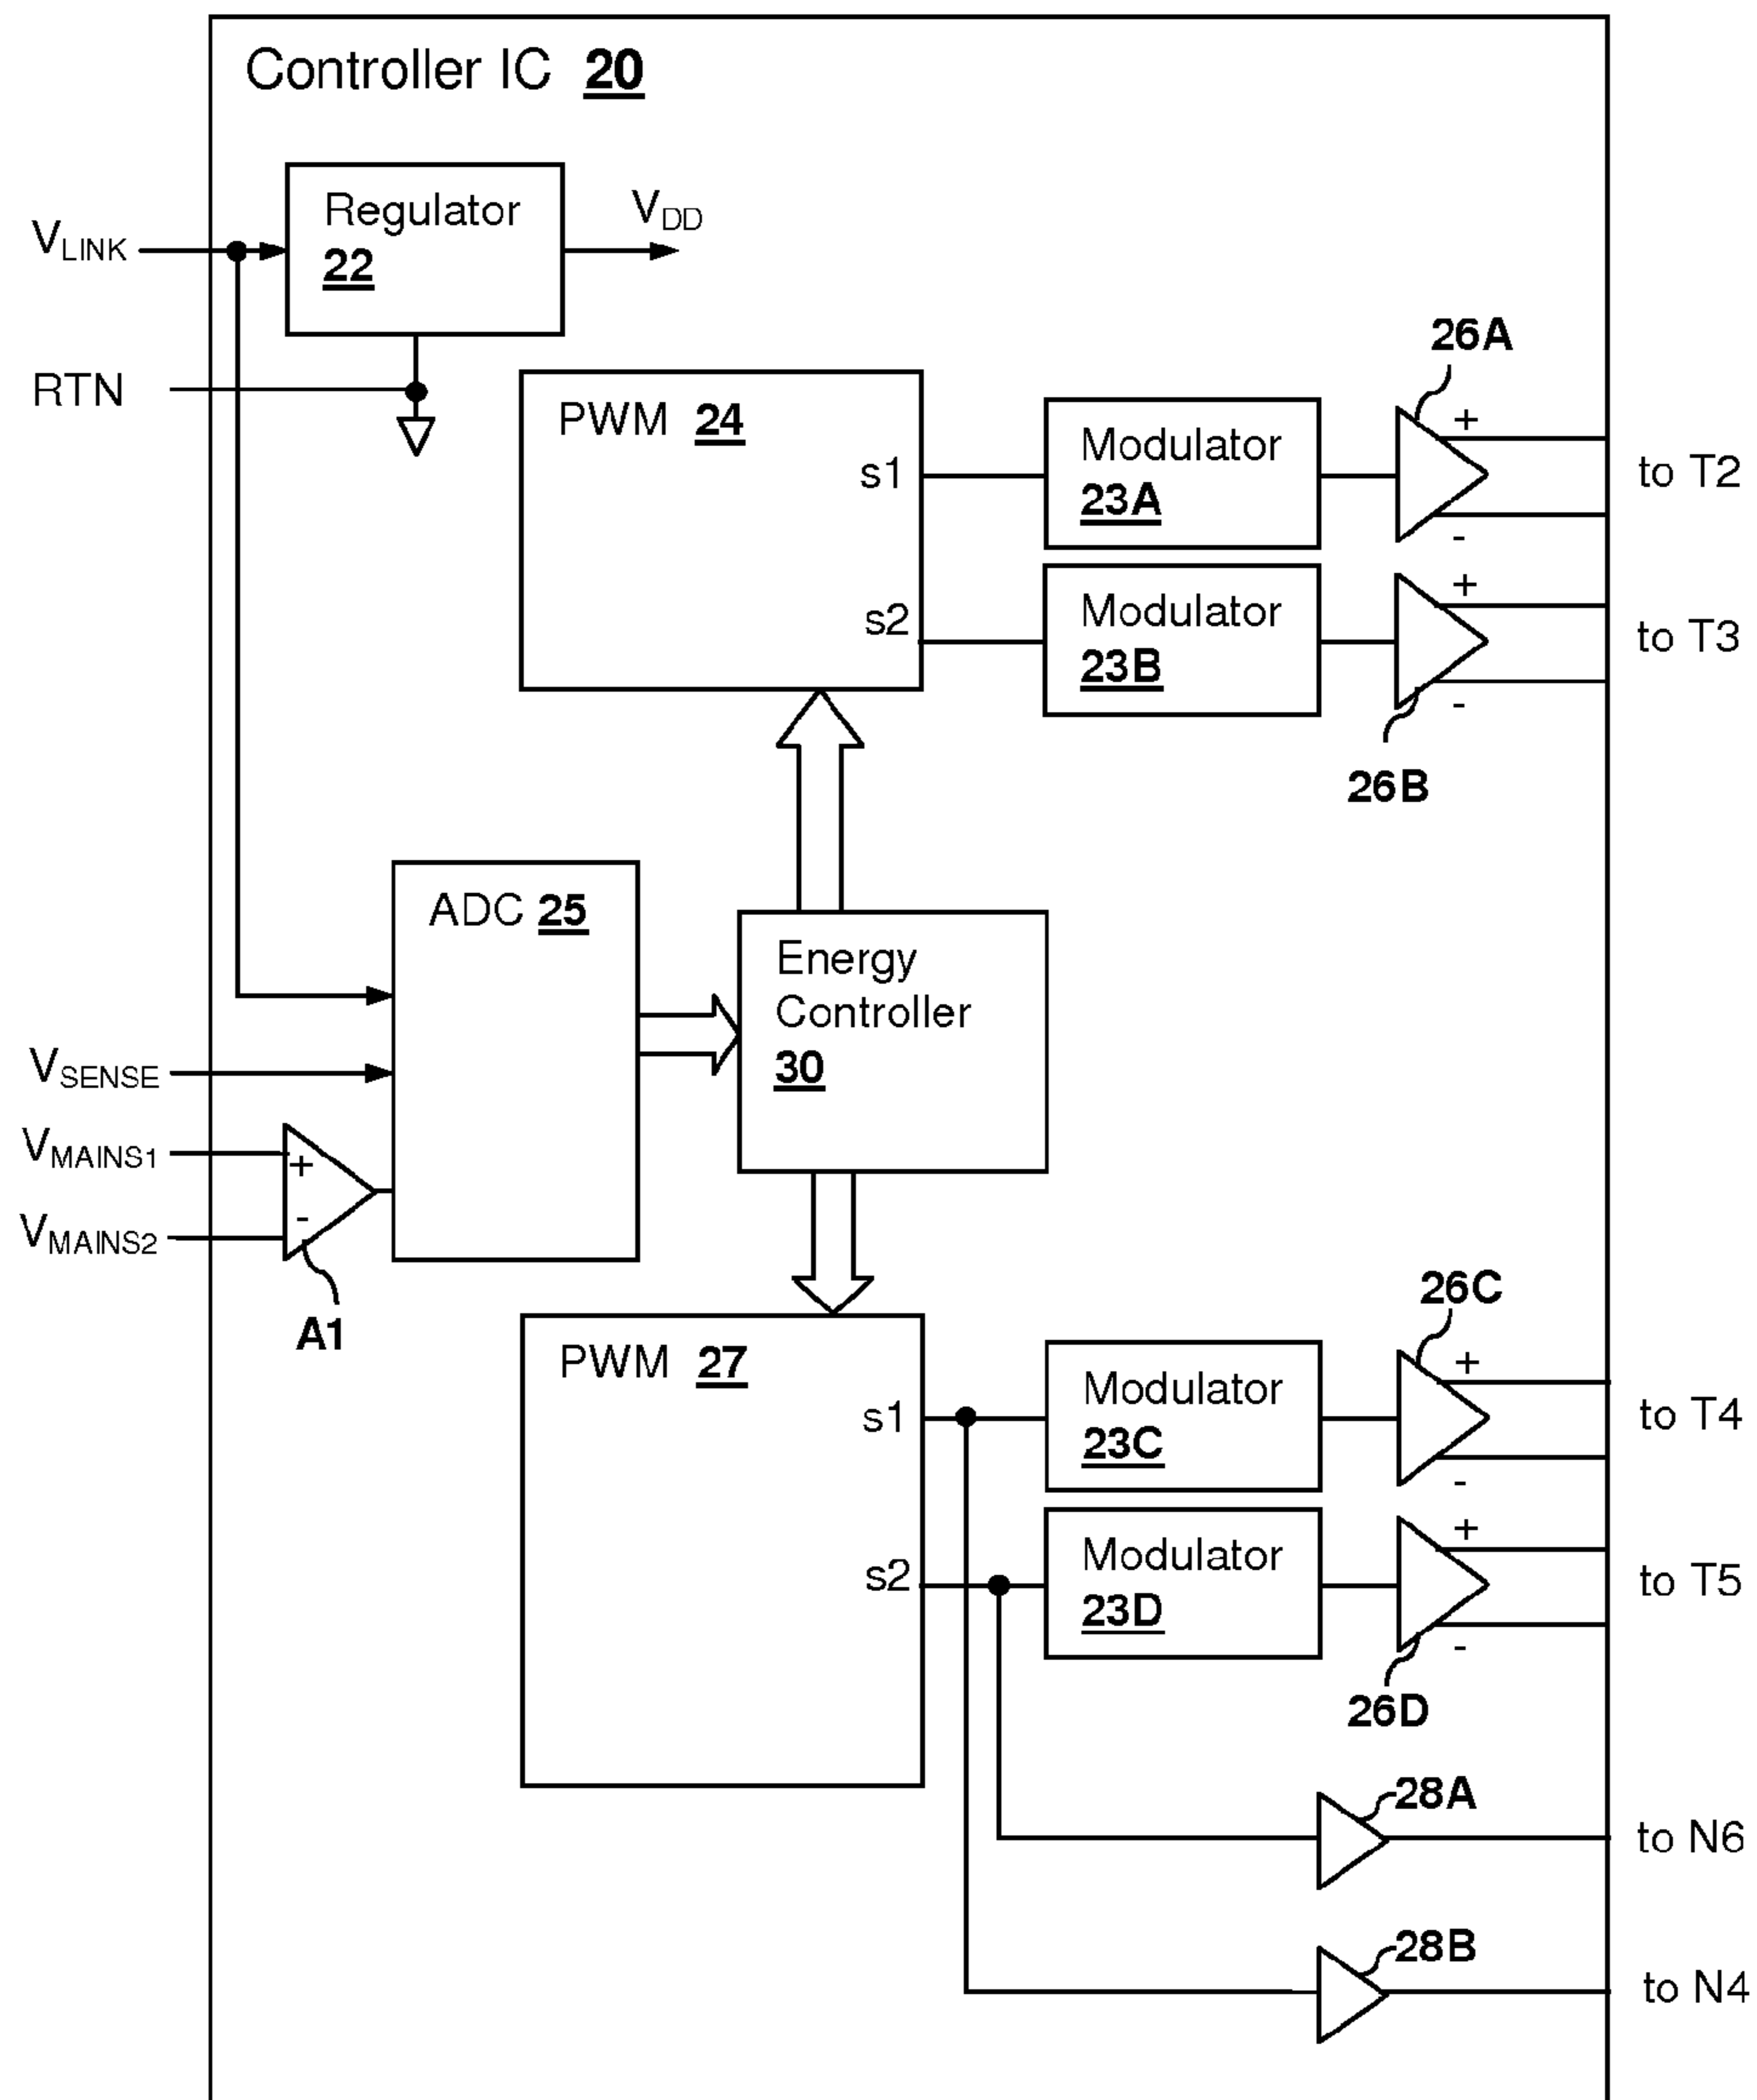 Controller IC 20
Regulator
22
VLINK
VDD
RTN
PWM 24
s1
s2
Modulator
23A
26A
+
-
to T2
Modulator
23B
+
-
26B
to T3
ADC 25
Energy
Controller
30
VSENSE
VMAINS1
VMAINS2
+
-
A1
PWM 27
s1
s2
Modulator
23C
26C
+
-
to T4
Modulator
23D
+
-
26D
to T5
28A
to N6
28B
to N4